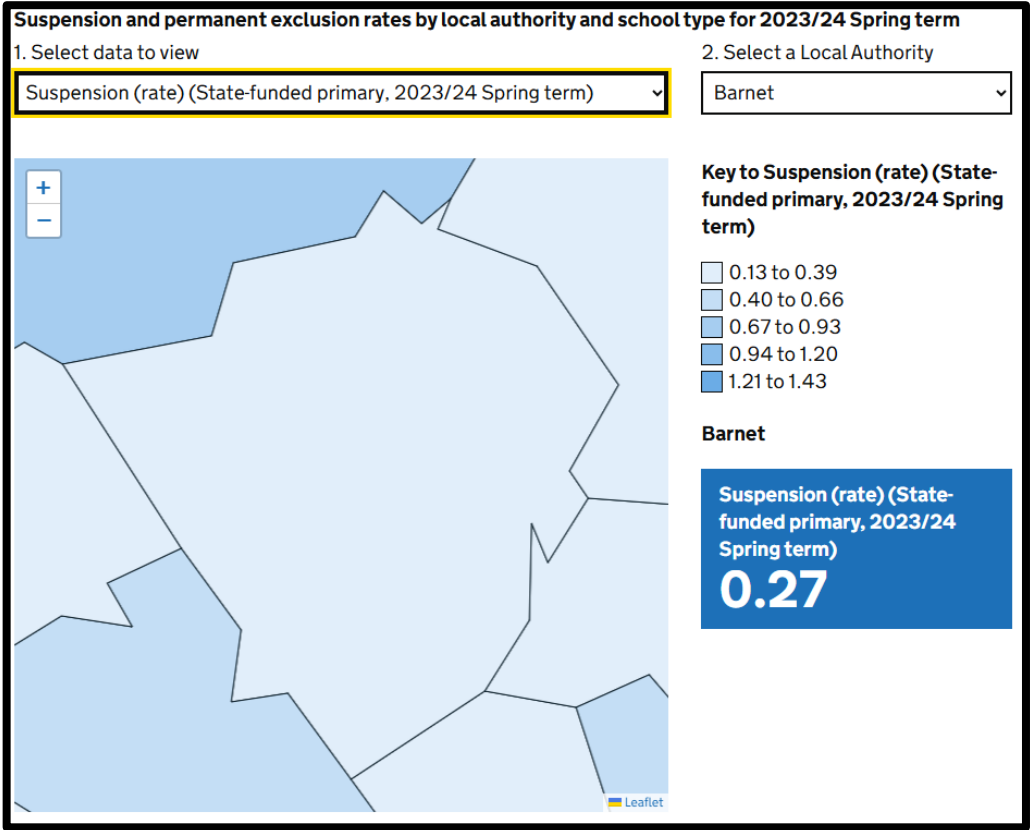 Suspension and permanent exclusion rates by local authority and school type for 2023/24 Spring term
1. Select data to view
Suspension (rate) (State-funded primary, 2023/24 Spring term)
2. Select a Local Authority
Barnet
+
−
Leaflet
Key to Suspension (rate) (State-
funded primary, 2023/24 Spring
term)
0.13 to 0.39
0.40 to 0.66
0.67 to 0.93
0.94 to 1.20
1.21 to 1.43
Barnet
Suspension (rate) (State-
funded primary, 2023/24
Spring term)
0.27